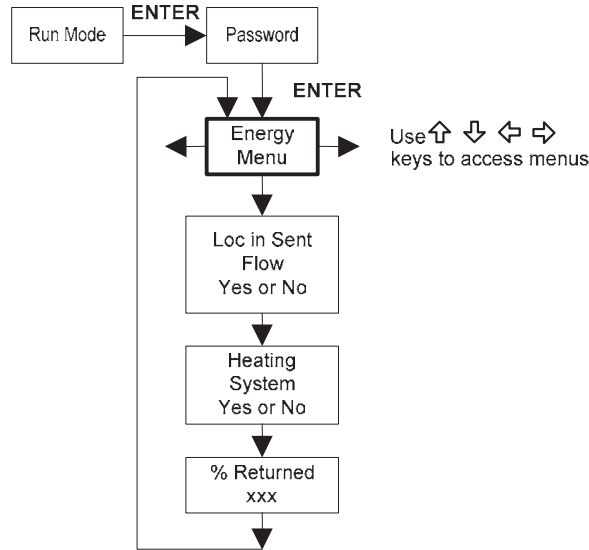 ENTER
Run Mode
Password
ENTER
Energy
Menu
Use
keys to access menus
Loc in Sent
Flow
Yes or No
Heating
System
Yes or No
% Returned
xxx